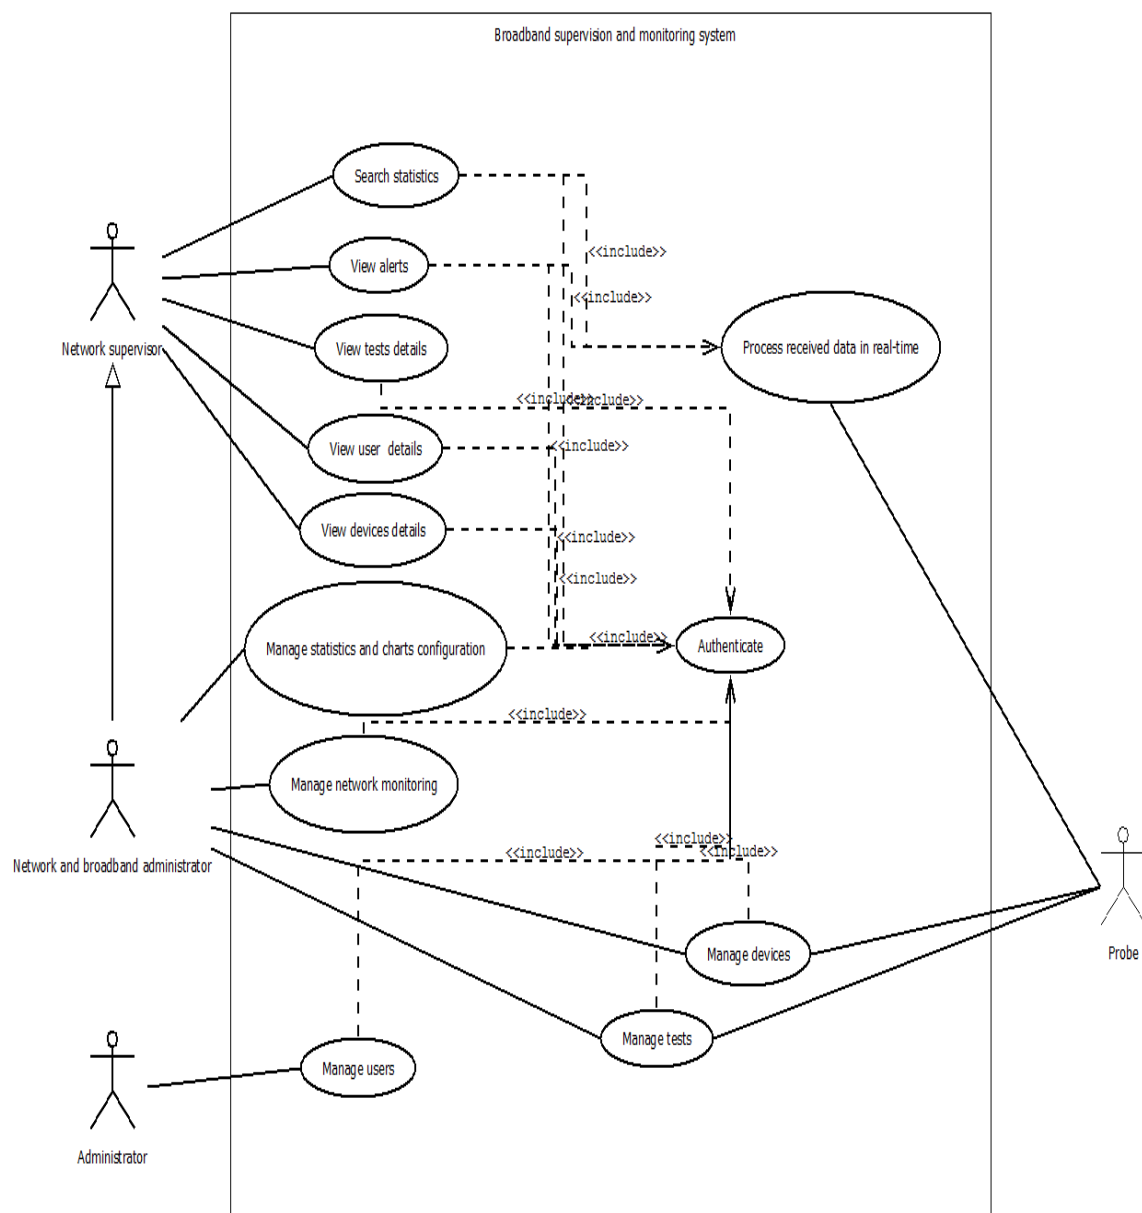 Broadband supervision and monitoring system
Search statistics
<<include>>
View alerts
<<include>>
Network supervisor
View tests details
Process received data in real-time
<<include>>
<<include>>
View user details
<<include>>
View devices details
<<include>>
<<include>>
Manage statistics and charts configuration
<<include>>
Authenticate
<<include>>
Manage network monitoring
<<include>>
<<include>>
<<include>>
Network and broadband administrator
Manage devices
Probe
Manage tests
Manage users
Administrator